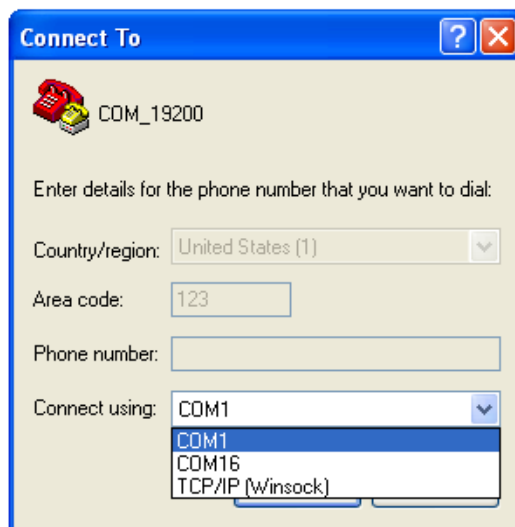 Connect To
COM_19200
Enter details for the phone number that you want to dial:
Country/region: United States (1)
Area code: 123
Phone number:
Connect using: COM1
COM1
COM16
TCP/IP (Winsock)